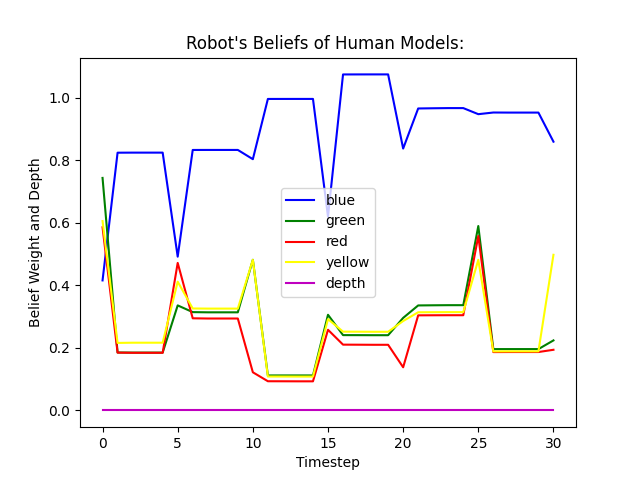 Robot's Beliefs of Human Models:
Belief Weight and Depth
1.0
0.8
0.6
0.4
0.2
0.0
blue
green
red
yellow
depth
0 5 10 15 20 25 30
Timestep